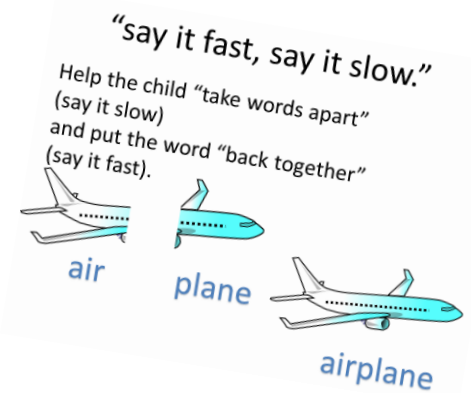 “say it fast, say it slow.”
Help the child “take words apart”
(say it slow)
and put the word “back together”
(say it fast).
air
plane
airplane